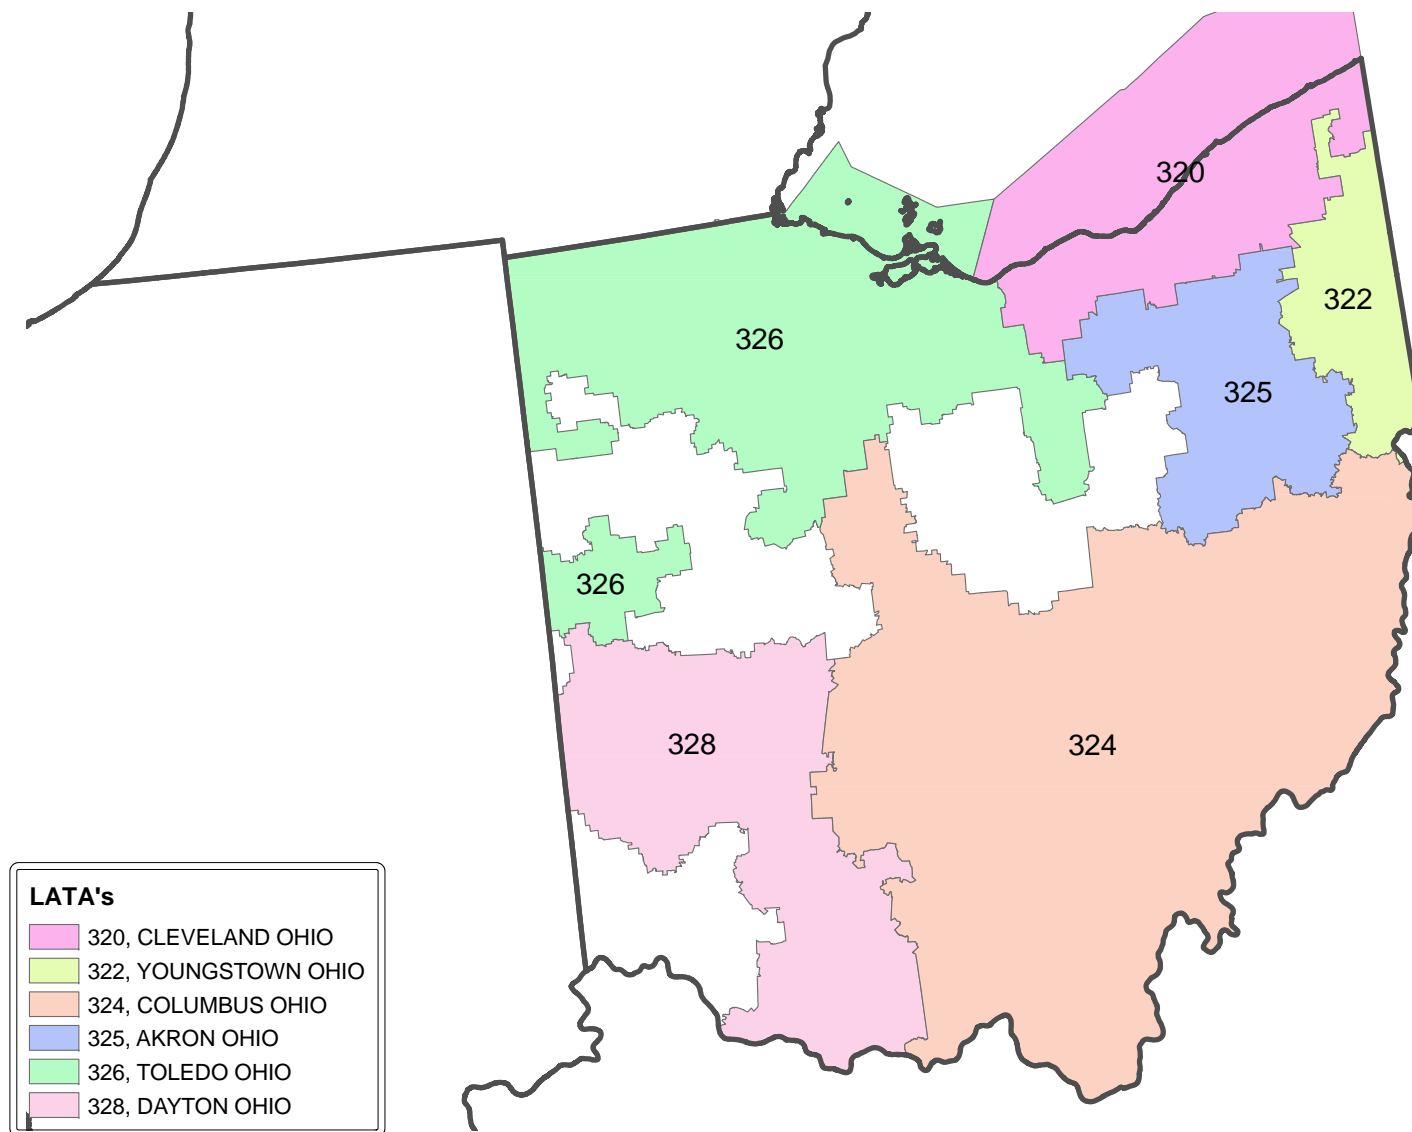 320
322
326
325
326
328
324
LATA's
320, CLEVELAND OHIO
322, YOUNGSTOWN OHIO
324, COLUMBUS OHIO
325, AKRON OHIO
326, TOLEDO OHIO
328, DAYTON OHIO